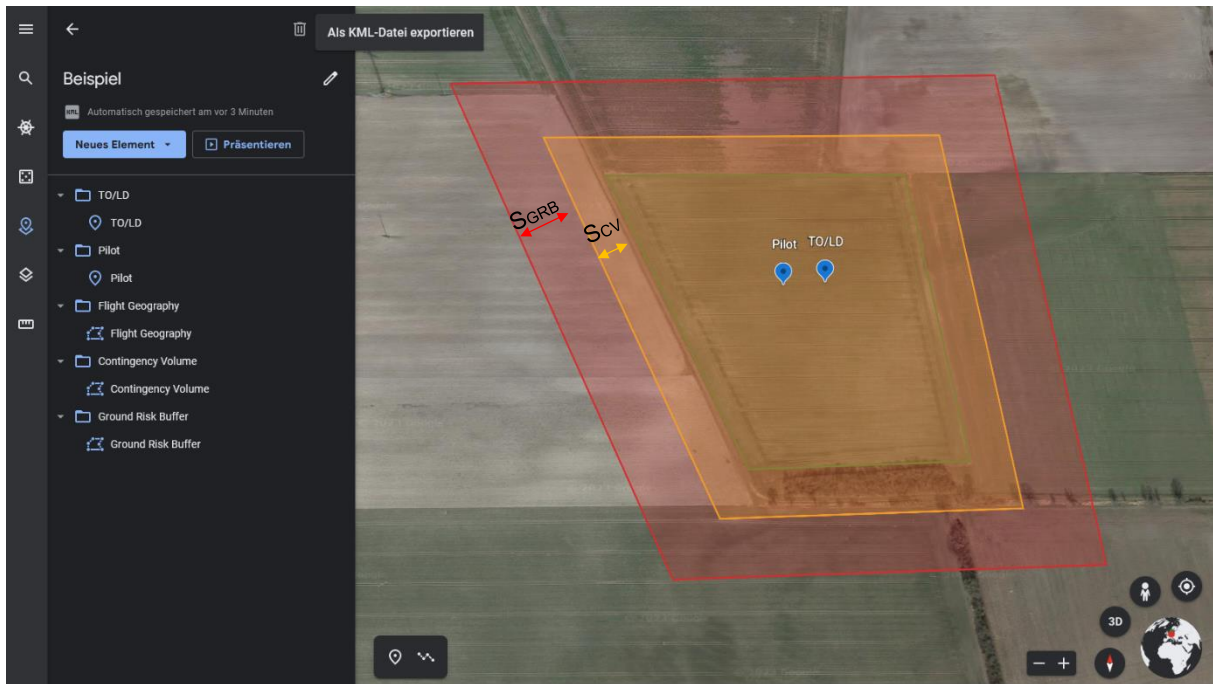 Als KML-Datei exportieren
Beispiel
KML Automatisch gespeichert am vor 3 Minuten
Neues Element
Präsentieren
TO/LD
TO/LD
Pilot
Pilot
Flight Geography
Flight Geography
Contingency Volume
Contingency Volume
Ground Risk Buffer
Ground Risk Buffer
SGRB
SCV
Pilot TO/LD
3D